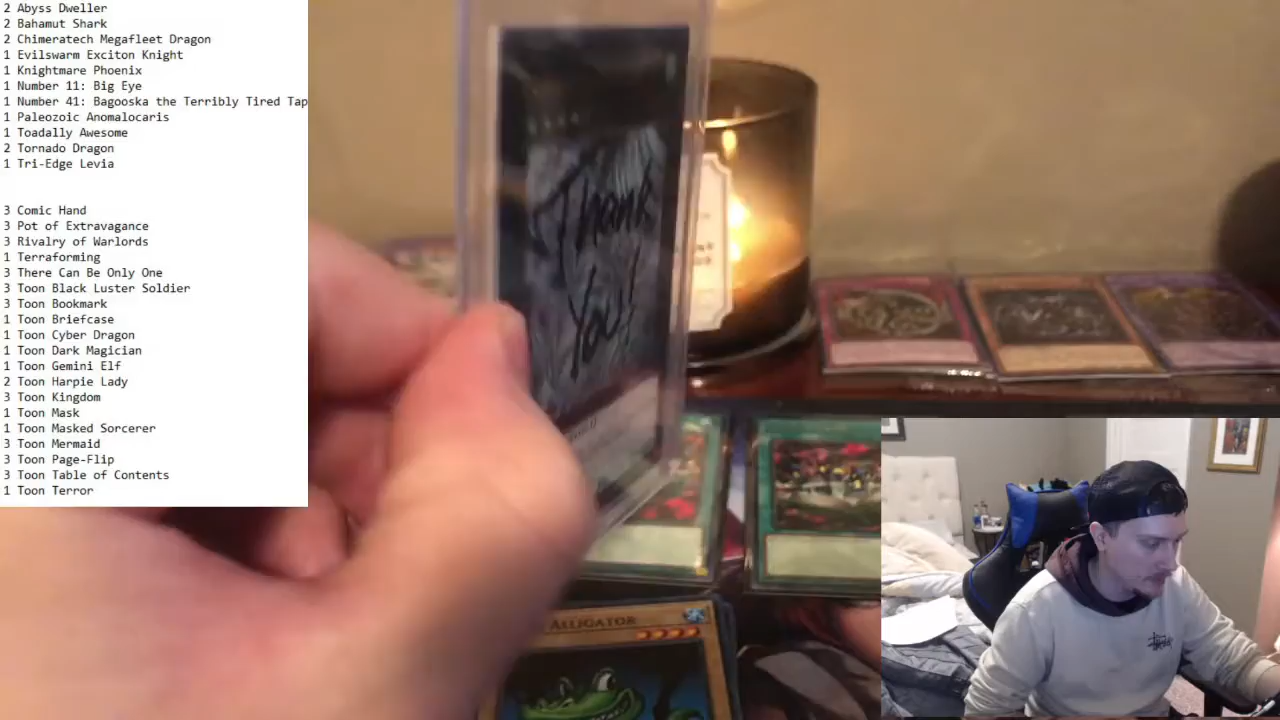 2 Abyss Dweller
2 Bahamut Shark
2 Chimeratech Megafleet Dragon
1 Evilswarm Exciton Knight
1 Knightmare Phoenix
1 Number 11: Big Eye
1 Number 41: Bagooska the Terribly Tired Tap
1 Paleozoic Anomalocaris
1 Toadally Awesome
2 Tornado Dragon
1 Tri-Edge Levia
3 Comic Hand
3 Pot of Extravagance
3 Rivalry of Warlords
1 Terraforming
3 There Can Be Only One
3 Toon Black Luster Soldier
3 Toon Bookmark
1 Toon Briefcase
1 Toon Cyber Dragon
1 Toon Dark Magician
1 Toon Gemini Elf
2 Toon Harpie Lady
3 Toon Kingdom
1 Toon Mask
1 Toon Masked Sorcerer
3 Toon Mermaid
3 Toon Page-Flip
3 Toon Table of Contents
1 Toon Terror
Thank
You!
ALLIGATOR